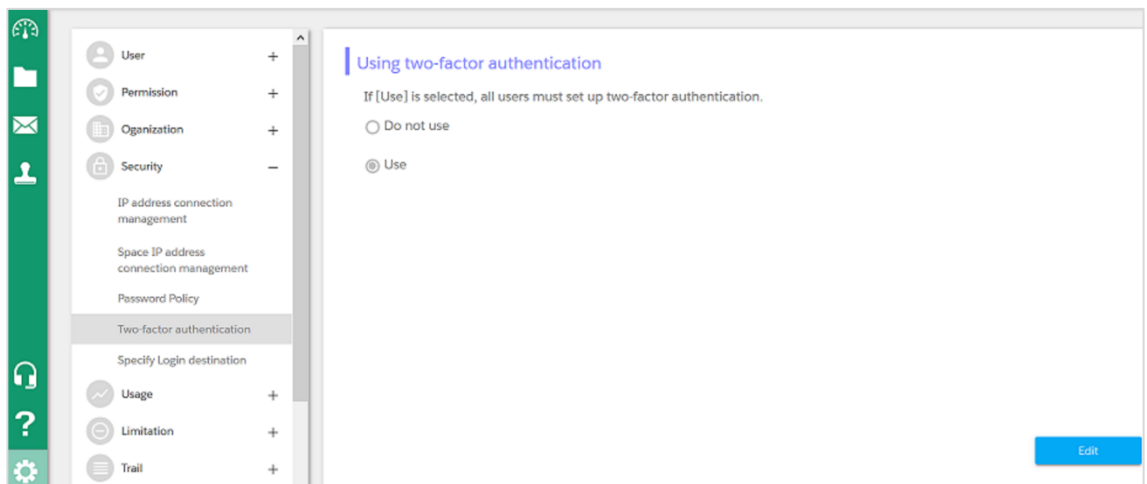 User
+
Permission
+
Oganization
+
Security
−
IP address connection
management
Space IP address
connection management
Password Policy
Two-factor authentication
Specify Login destination
Usage
+
Limitation
+
Trail
+
Using two-factor authentication
If [Use] is selected, all users must set up two-factor authentication.
Do not use
Use
Edit
?